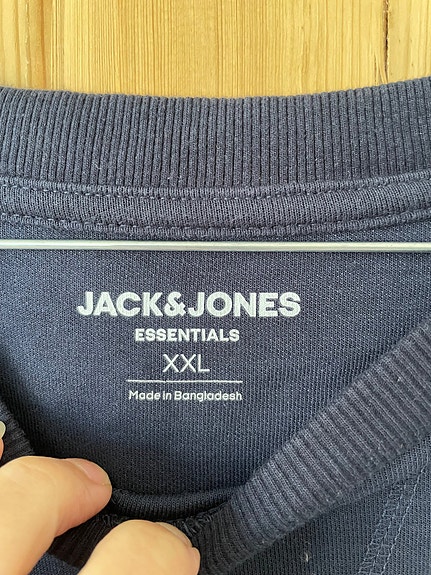 JACK&JONES
ESSENTIALS
XXL
Made in Bangladesh